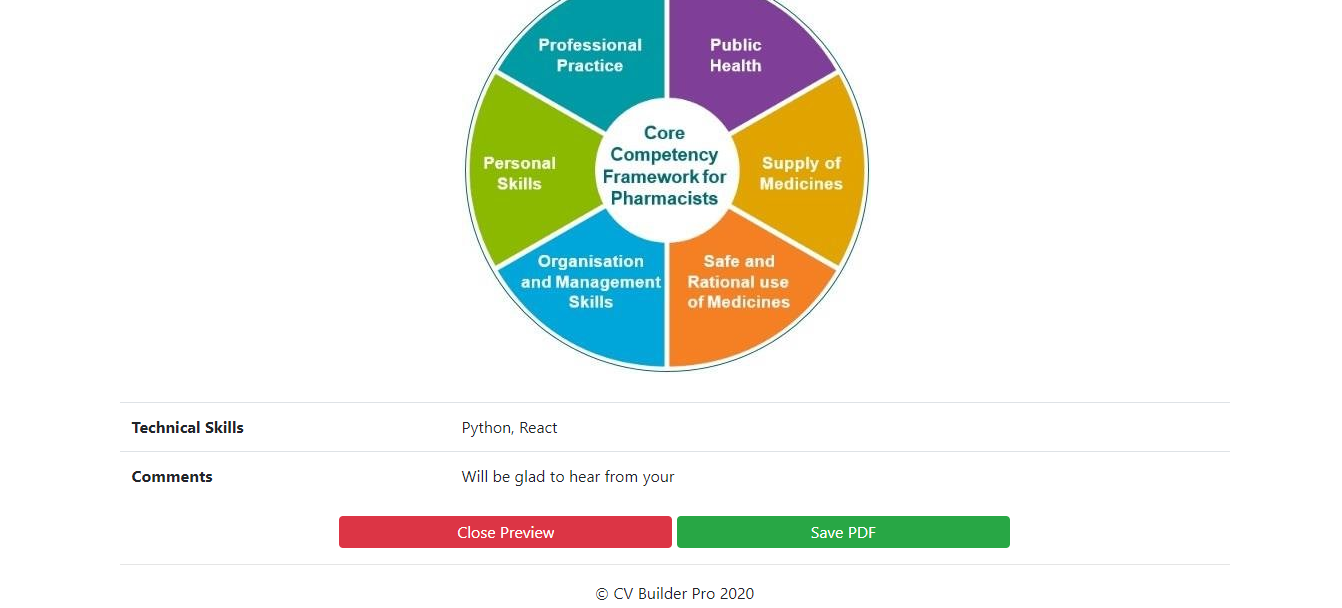 Professional
Practice
Public
Health
Personal
Skills
Core
Competency
Framework for
Pharmacists
Supply of
Medicines
Organisation
and Management
Skills
Safe and
Rational use
of Medicines
Technical Skills Python, React
Comments Will be glad to hear from your
Close Preview Save PDF
© CV Builder Pro 2020